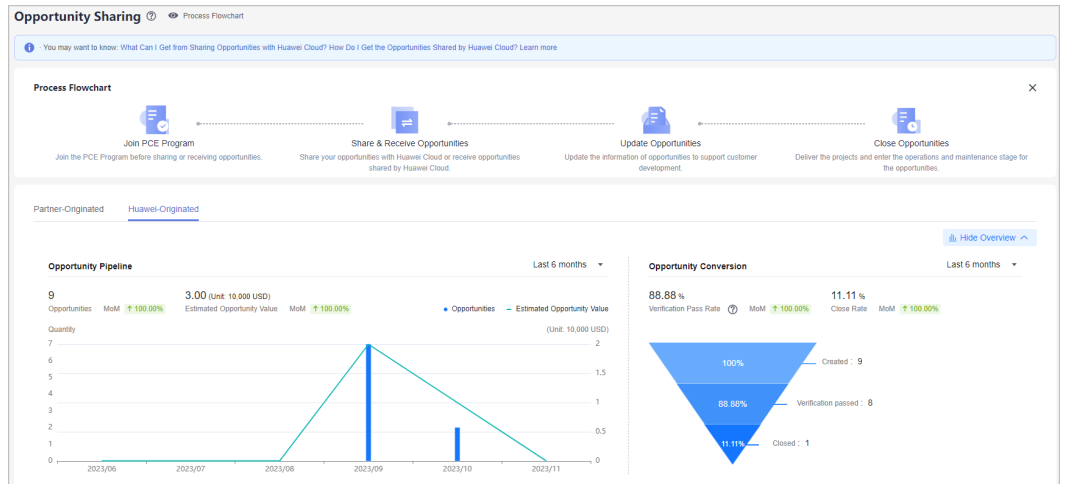 Opportunity Sharing ? Process Flowchart
You may want to know: What Can I Get from Sharing Opportunities with Huawei Cloud? How Do I Get the Opportunities Shared by Huawei Cloud? Learn more
Process Flowchart
Join PCE Program
Join the PCE Program before sharing or receiving opportunities.
Share & Receive Opportunities
Share your opportunities with Huawei Cloud or receive opportunities
shared by Huawei Cloud.
Update Opportunities
Update the information of opportunities to support customer
development.
Close Opportunities
Deliver the projects and enter the operations and maintenance stage for
the opportunities.
Partner-Originated Huawei-Originated
Hide Overview
Opportunity Pipeline Last 6 months
9 3.00 (Unit: 10,000 USD)
Opportunities MoM ↑ 100.00% Estimated Opportunity Value MoM ↑ 100.00% Opportunities Estimated Opportunity Value
Quantity (Unit: 10,000 USD)
7 2
6
5 1.5
4
3 1
2
1 0.5
0 0
2023/06 2023/07 2023/08 2023/09 2023/10 2023/11
Opportunity Conversion Last 6 months
88.88 % 11.11 %
Verification Pass Rate ? MoM ↑ 100.00% Close Rate MoM ↑ 100.00%
100% Created : 9
88.88% Verification passed : 8
11.11% Closed : 1